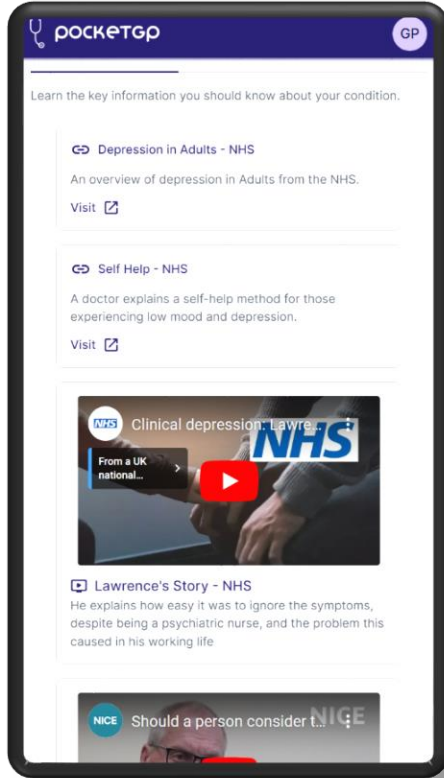 pocketGP
GP
Learn the key information you should know about your condition.
Depression in Adults - NHS
An overview of depression in Adults from the NHS.
Visit
Self Help - NHS
A doctor explains a self-help method for those
experiencing low mood and depression.
Visit
NHS
Clinical depression: Lawre...
NHS
From a UK
national...
Lawrence's Story - NHS
He explains how easy it was to ignore the symptoms,
despite being a psychiatric nurse, and the problem this
caused in his working life
NICE
Should a person consider t...
NICE